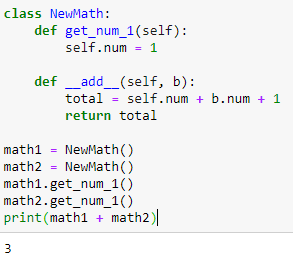 class NewMath:
    def get_num_1(self):
        self.num = 1

    def __add__(self, b):
        total = self.num + b.num + 1
        return total

math1 = NewMath()
math2 = NewMath()
math1.get_num_1()
math2.get_num_1()
print(math1 + math2)
3